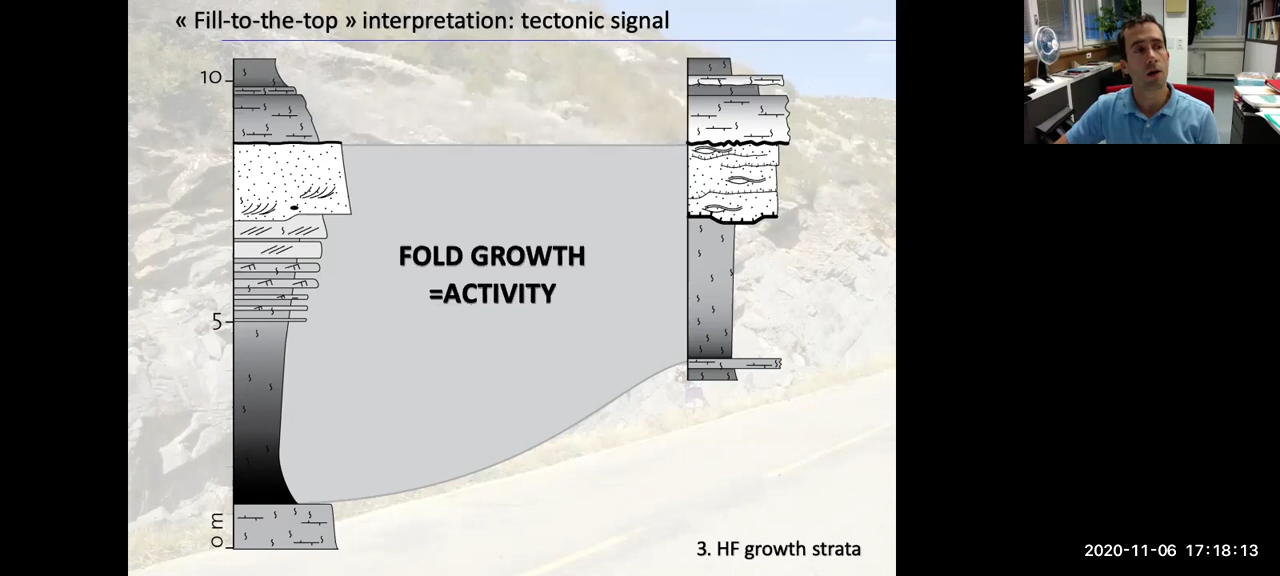 « Fill-to-the-top » interpretation: tectonic signal
10
FOLD GROWTH
=ACTIVITY
5
0 m
3. HF growth strata
2020-11-06 17:18:13